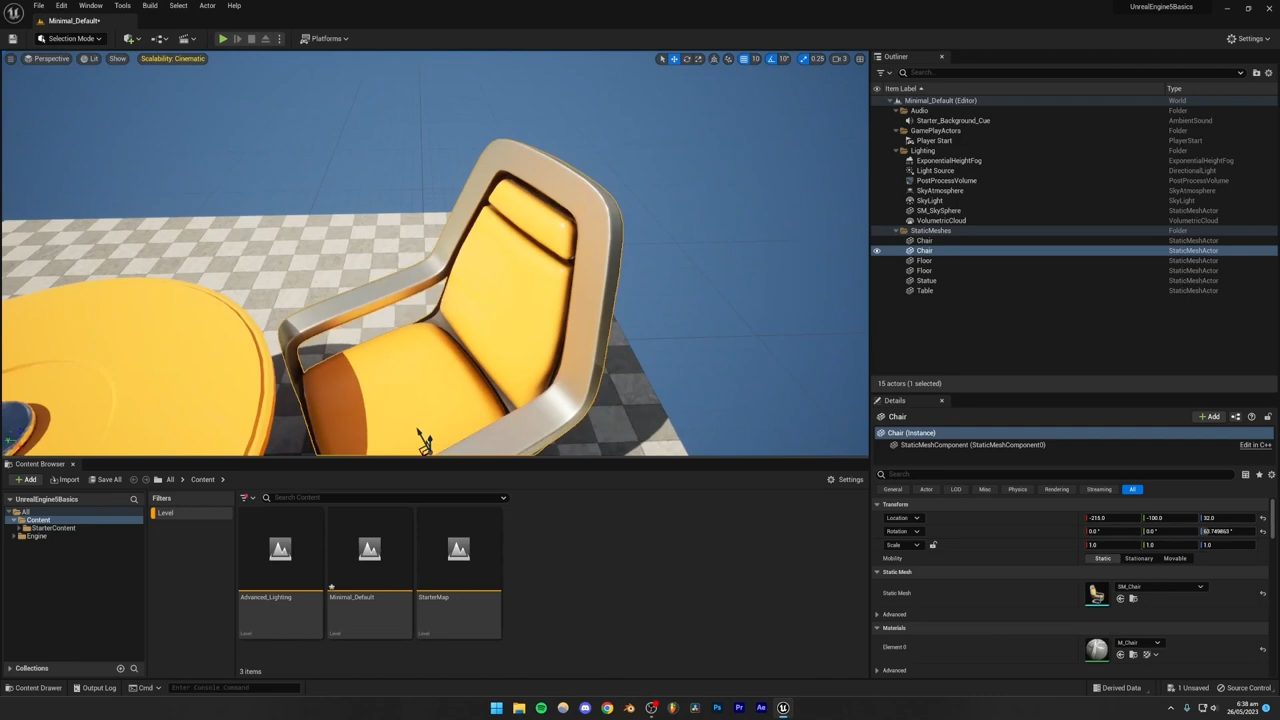 File Edit Window Tools Build Select Actor Help
UnrealEngine5Basics
Minimal_Default*
Selection Mode
Platforms
Settings
Perspective Lit Show Scalability: Cinematic
10 10° 0.25 3
Outliner
Search...
Item Label Type
Minimal_Default (Editor) World
Audio Folder
Starter_Background_Cue AmbientSound
GamePlayActors Folder
Player Start PlayerStart
Lighting Folder
ExponentialHeightFog ExponentialHeightFog
Light Source DirectionalLight
PostProcessVolume PostProcessVolume
SkyAtmosphere SkyAtmosphere
SkyLight SkyLight
SM_SkySphere StaticMeshActor
VolumetricCloud VolumetricCloud
StaticMeshes Folder
Chair StaticMeshActor
Chair StaticMeshActor
Floor StaticMeshActor
Floor StaticMeshActor
Statue StaticMeshActor
Table StaticMeshActor
15 actors (1 selected)
Details
Chair
Add
Chair (Instance)
StaticMeshComponent (StaticMeshComponent0) Edit in C++
Search
General Actor LOD Misc Physics Rendering Streaming All
Transform
Location -215.0 -100.0 32.0
Rotation 0.0° 0.0° 60.749863°
Scale 1.0 1.0 1.0
Mobility Static Stationary Movable
Static Mesh
Static Mesh SM_Chair
Advanced
Materials
Element 0 M_Chair
Advanced
Content Browser
Add Import Save All All Content Settings
UnrealEngine5Basics
All
Content
StarterContent
Engine
Collections
Filters
Level
Search Content
Advanced_Lighting Minimal_Default StarterMap
Level Level Level
3 items
Content Drawer Output Log Cmd Enter Console Command Derived Data 1 Unsaved Source Control
6:38 am
26/05/2023